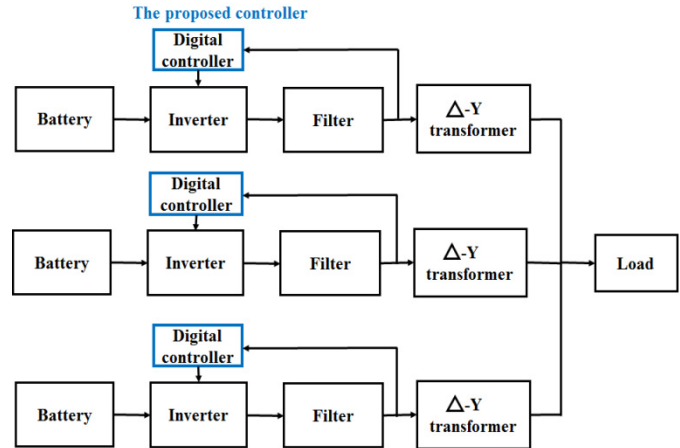 The proposed controller
Digital
controller
Battery
Inverter
Filter
△-Y
transformer
Digital
controller
Battery
Inverter
Filter
△-Y
transformer
Load
Digital
controller
Battery
Inverter
Filter
△-Y
transformer